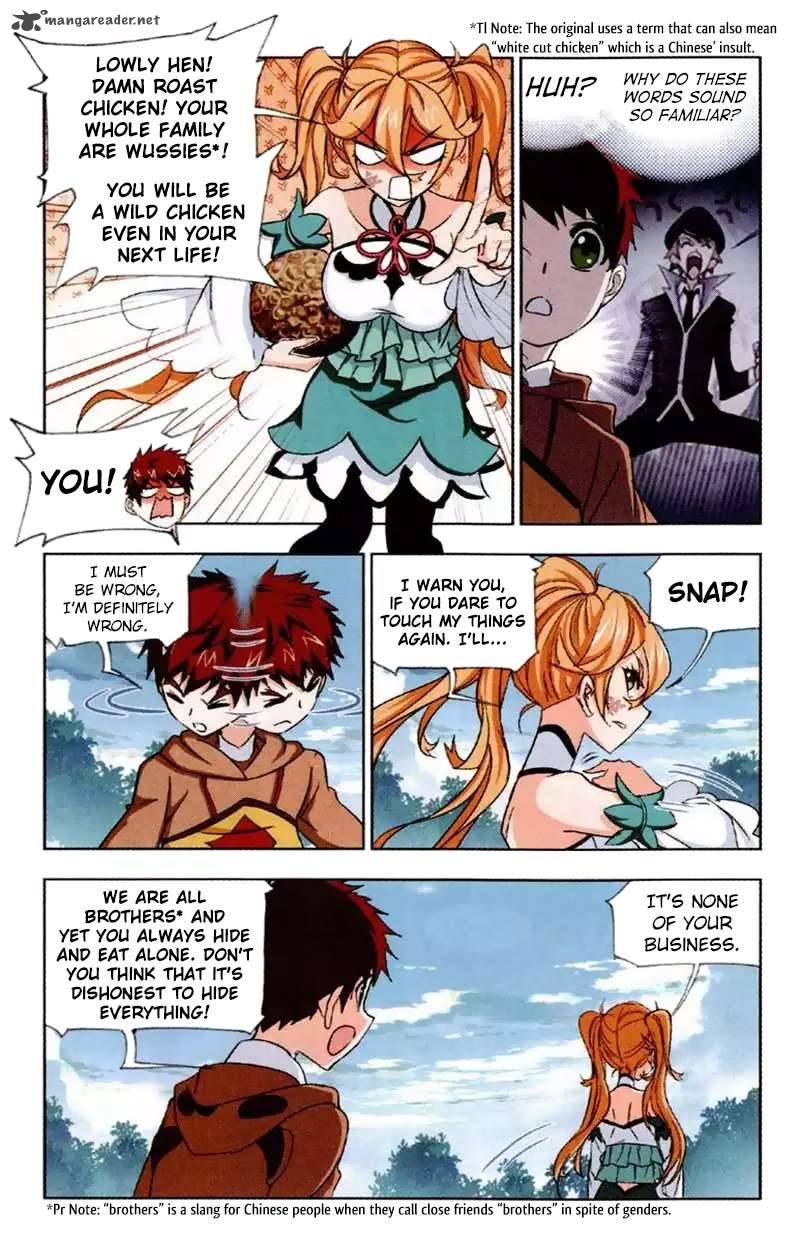 mangareader.net
*Tl Note: The original uses a term that can also mean
“white cut chicken” which is a Chinese’ insult.
LOWLY HEN!
DAMN ROAST
CHICKEN! YOUR
WHOLE FAMILY
ARE WUSSIES*!
YOU WILL BE
A WILD CHICKEN
EVEN IN YOUR
NEXT LIFE!
YOU!
HUH?
WHY DO THESE
WORDS SOUND
SO FAMILIAR?
I MUST
BE WRONG,
I'M DEFINITELY
WRONG.
I WARN YOU,
IF YOU DARE TO
TOUCH MY THINGS
AGAIN. I'LL...
SNAP!
WE ARE ALL
BROTHERS* AND
YET YOU ALWAYS HIDE
AND EAT ALONE. DON'T
YOU THINK THAT IT'S
DISHONEST TO HIDE
EVERYTHING!
IT'S NONE
OF YOUR
BUSINESS.
*Pr Note: “brothers” is a slang for Chinese people when they call close friends “brothers” in spite of genders.